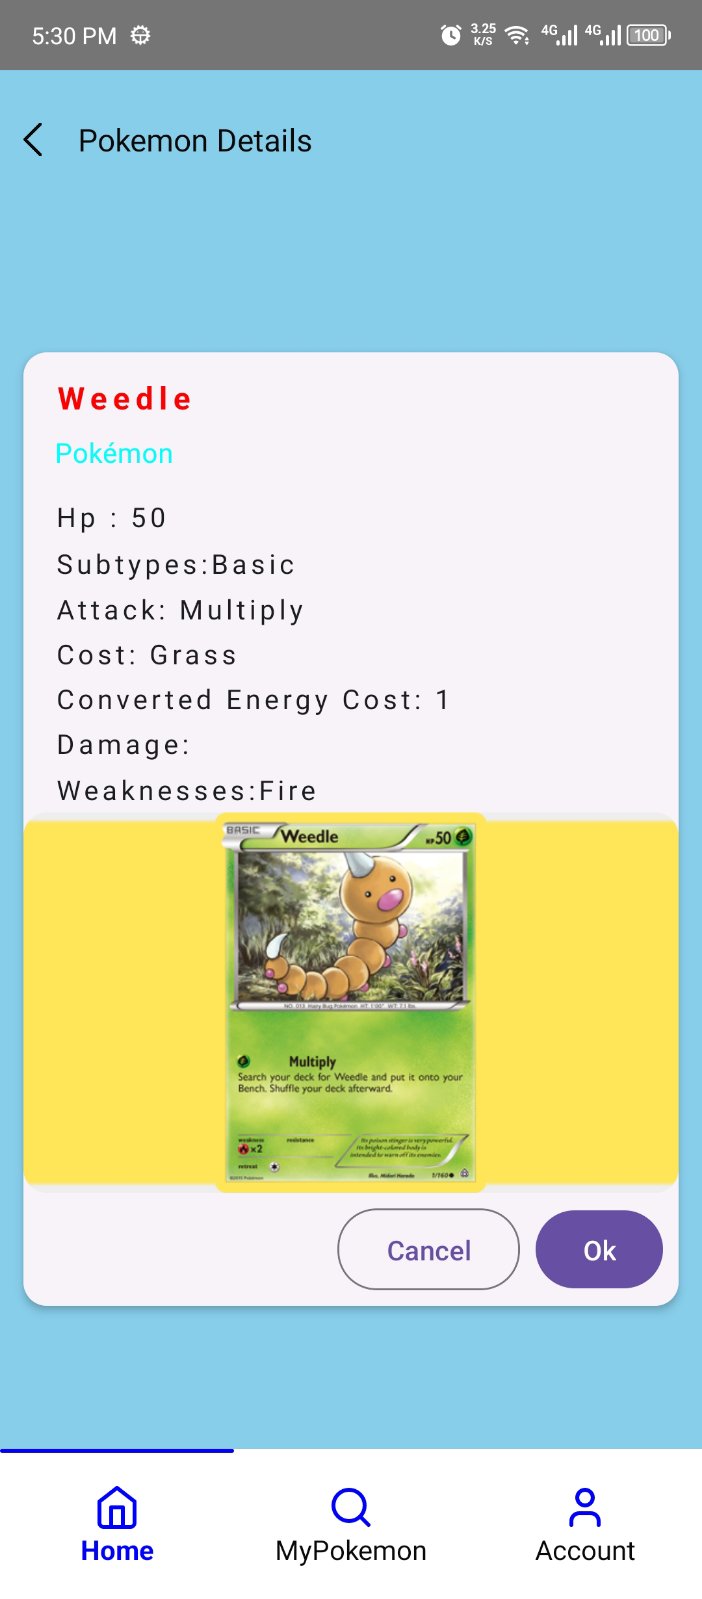 5:30 PM
3.25
K/S
4G
4G
100
Pokemon Details
Weedle
Pokémon
Hp : 50
Subtypes:Basic
Attack: Multiply
Cost: Grass
Converted Energy Cost: 1
Damage:
Weaknesses:Fire
BASIC Weedle HP50
NO. 013 Hairy Bug Pokémon HT: 1'00" WT: 7.1 lbs.
Multiply
Search your deck for Weedle and put it onto your
Bench. Shuffle your deck afterward.
weakness resistance
x2
retreat
Its poison stinger is very powerful.
Its bright-colored body is
intended to warn off its enemies.
Illus. Midori Harada 1/160
©2015 Pokémon
Cancel
Ok
Home
MyPokemon
Account